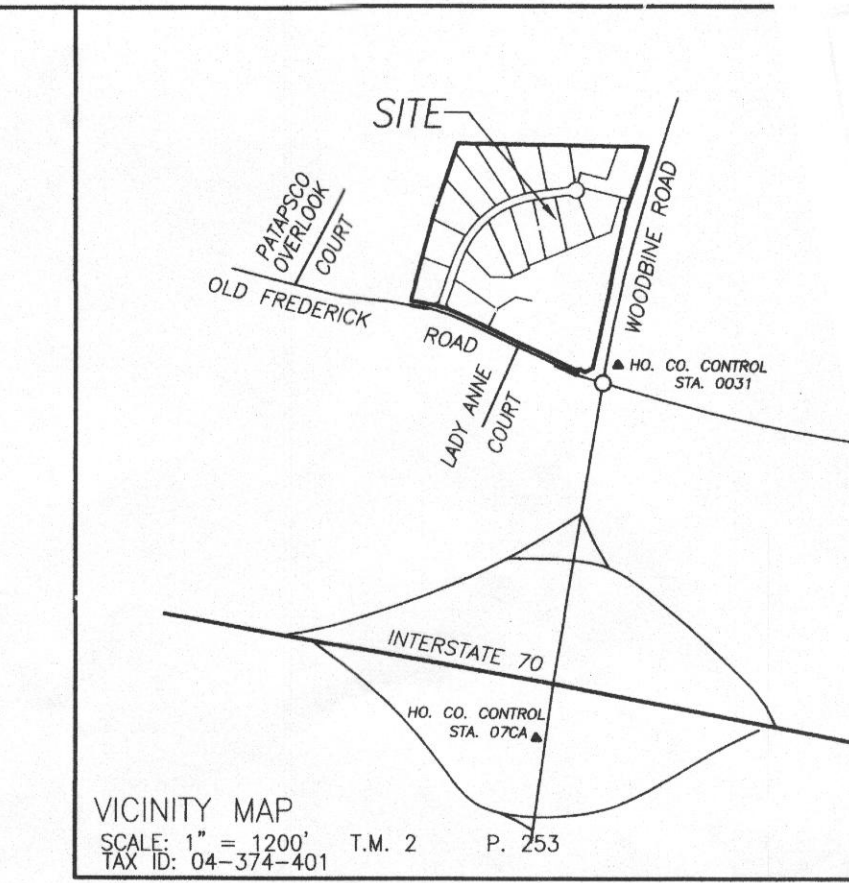 SITE
PATAPSCO
OVERLOOK
COURT
WOODBINE ROAD
OLD FREDERICK
ROAD
LADY ANNE
COURT
HO. CO. CONTROL
STA. 0031
INTERSTATE 70
HO. CO. CONTROL
STA. 07CA
VICINITY MAP
SCALE: 1" = 1200' T.M. 2 P. 253
TAX ID: 04-374-401